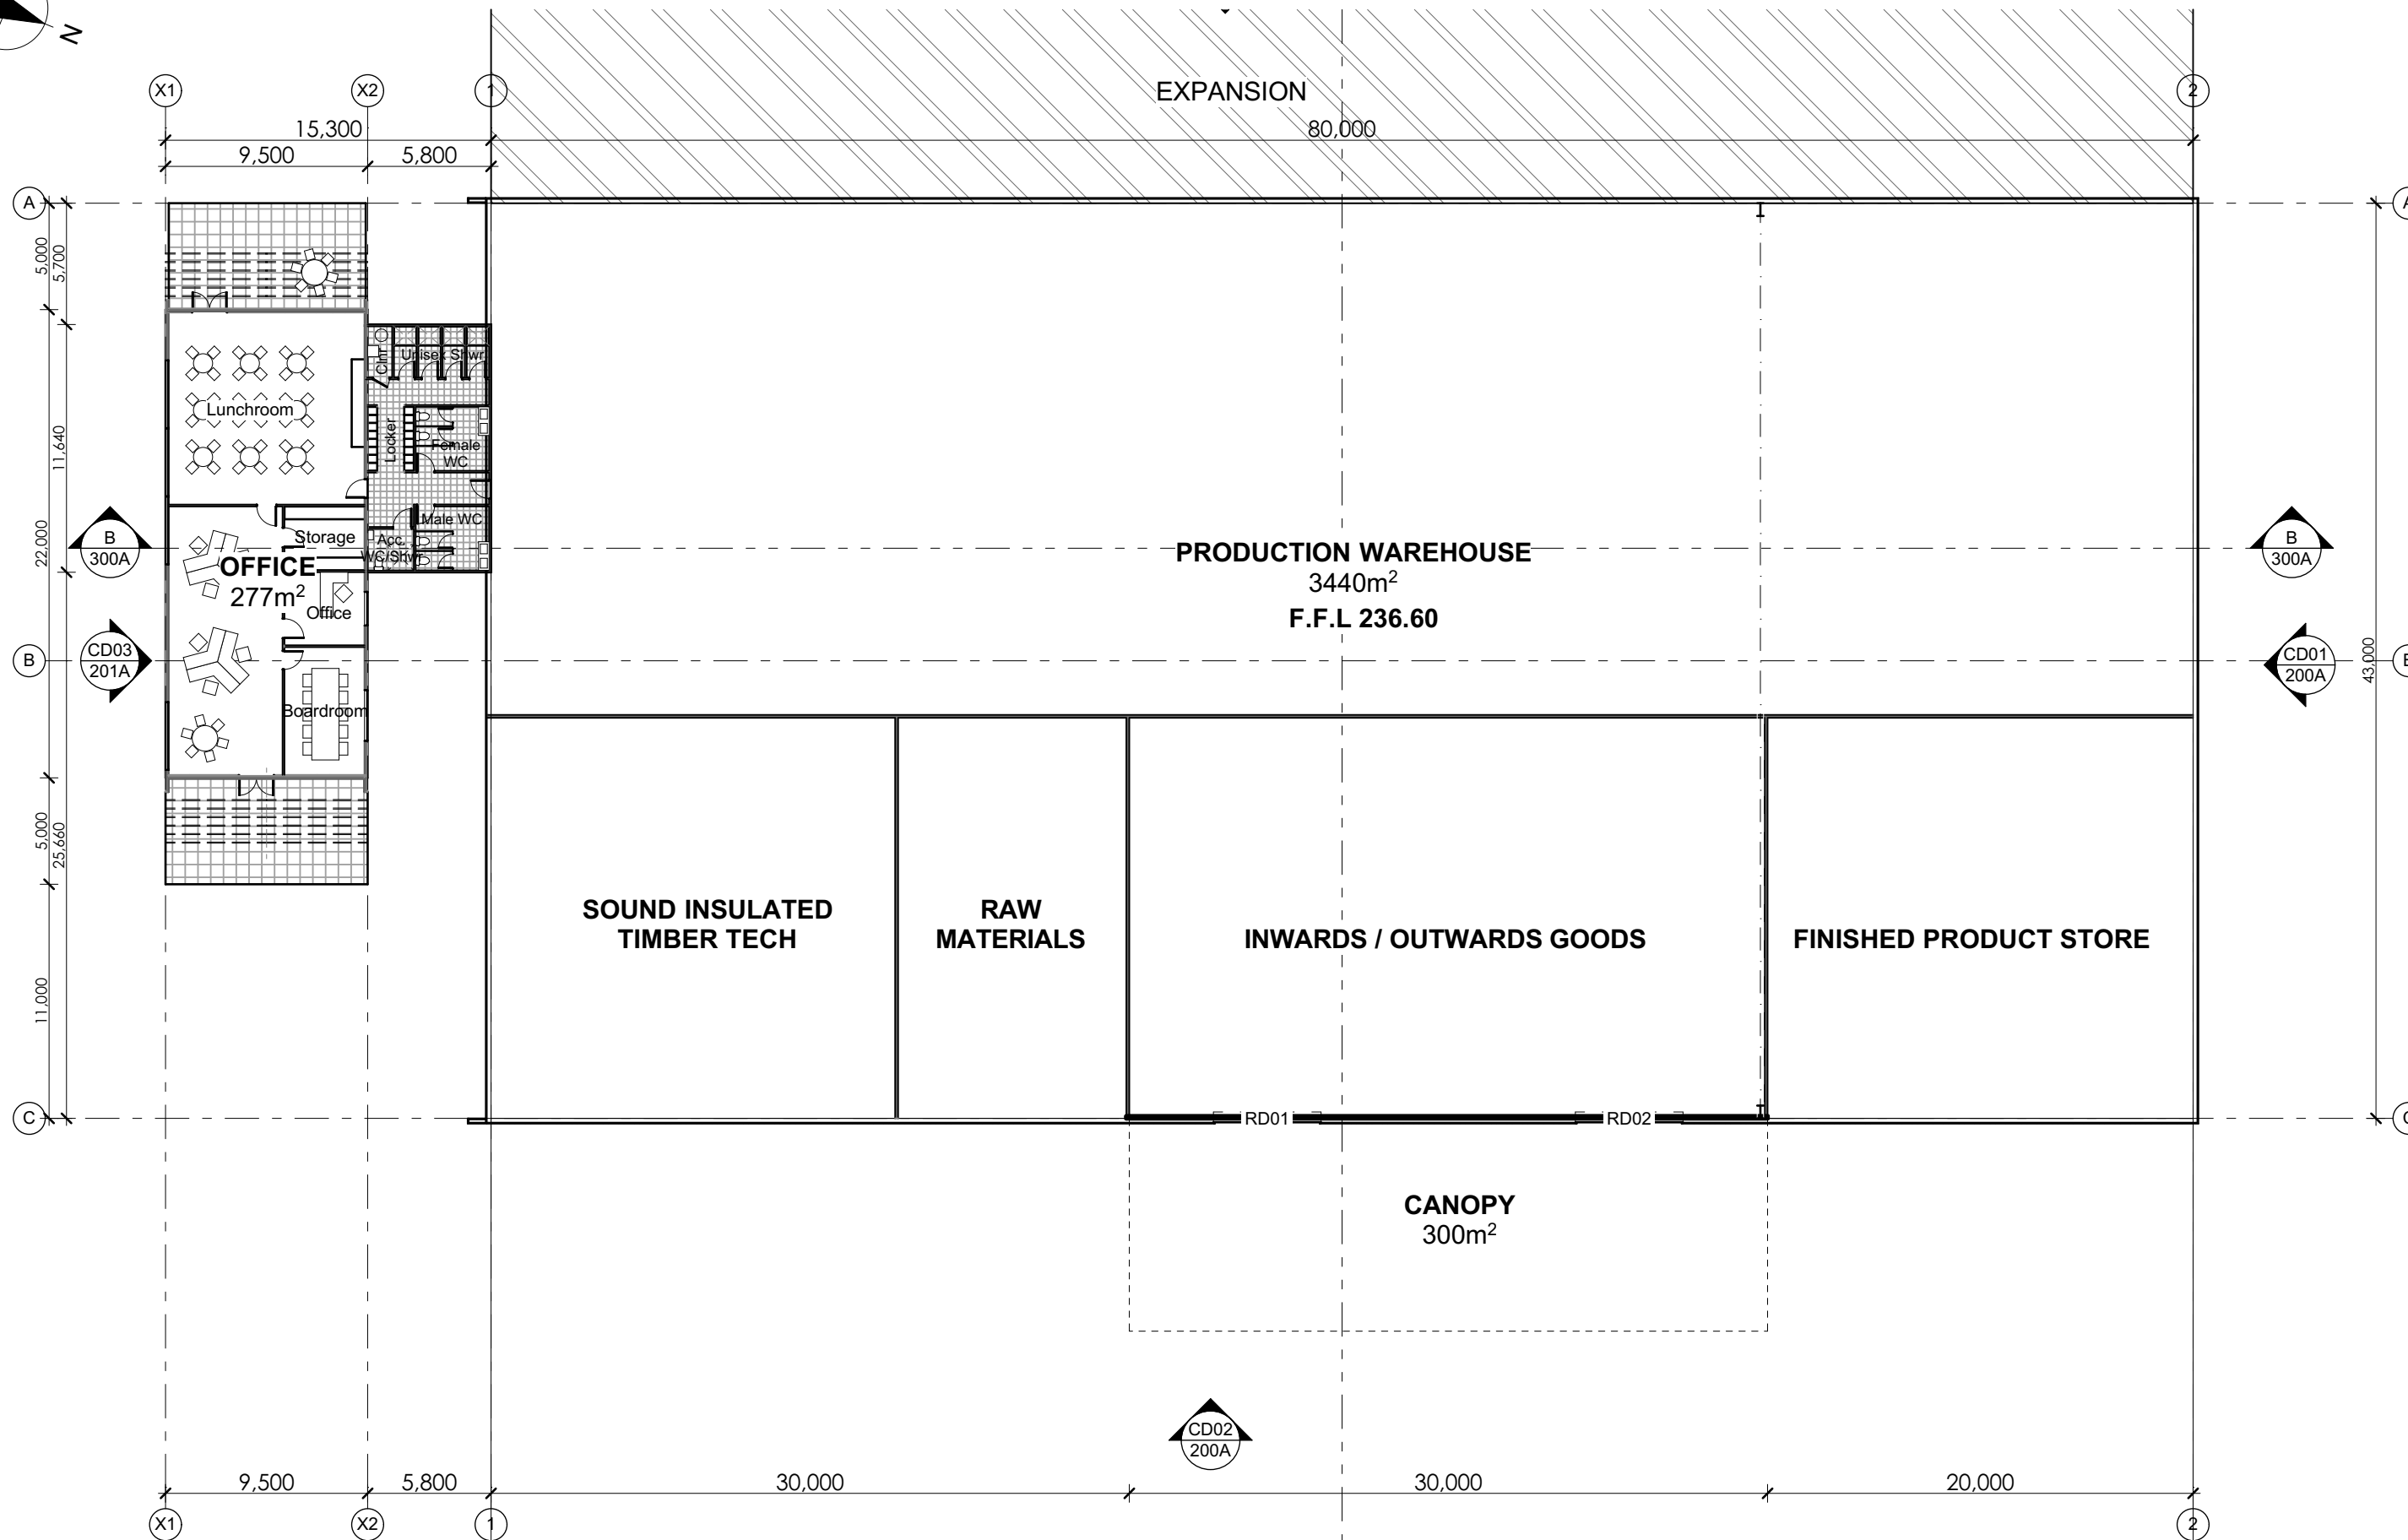 N
X1
X2
1
EXPANSION
2
15,300
80,000
9,500
5,800
A
A
5,000
5,700
Clnr
Unisex Shwr
Lunchroom
Locker
Female
WC
11,640
22,000
Male WC
Storage
Acc.
WC/Shwr
B
300A
OFFICE
277m²
Office
PRODUCTION WAREHOUSE
3440m²
F.F.L 236.60
B
300A
B
CD03
201A
CD01
200A
43,000
Boardroom
5,000
25,660
11,000
SOUND INSULATED
TIMBER TECH
RAW
MATERIALS
INWARDS / OUTWARDS GOODS
FINISHED PRODUCT STORE
C
RD01
RD02
CANOPY
300m²
CD02
200A
9,500
5,800
30,000
30,000
20,000
X1
X2
1
2